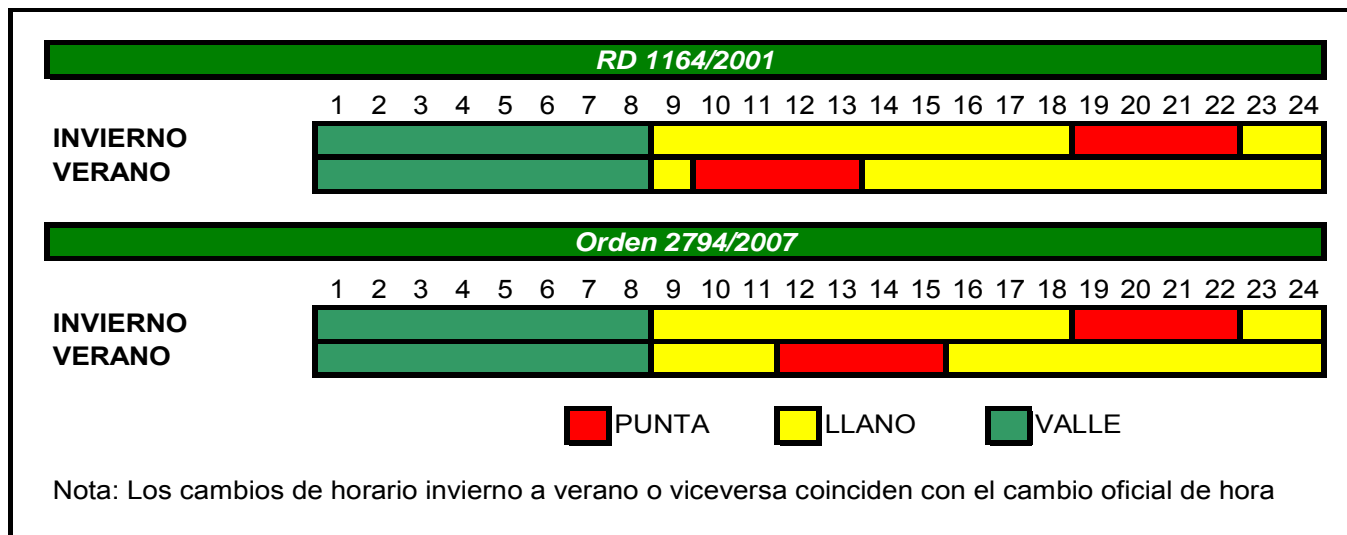 RD 1164/2001
1 2 3 4 5 6 7 8 9 10 11 12 13 14 15 16 17 18 19 20 21 22 23 24
INVIERNO
VERANO
Orden 2794/2007
1 2 3 4 5 6 7 8 9 10 11 12 13 14 15 16 17 18 19 20 21 22 23 24
INVIERNO
VERANO
PUNTA LLANO VALLE
Nota: Los cambios de horario invierno a verano o viceversa coinciden con el cambio oficial de hora